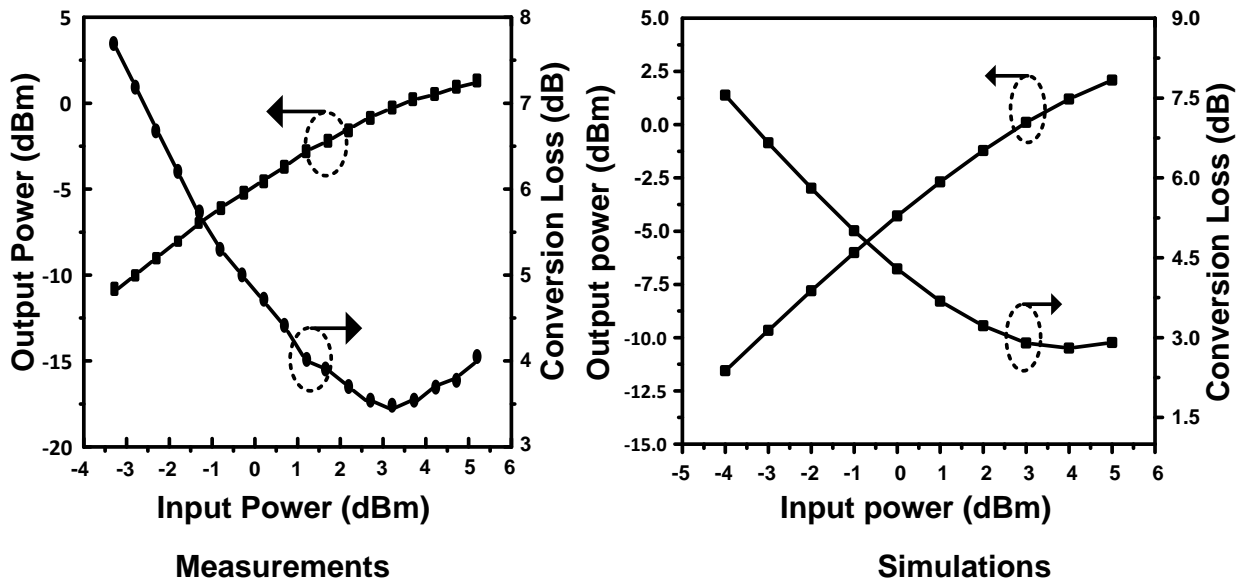 5
0
-5
-10
-15
-20
Output Power (dBm)
8
7
6
5
4
3
Conversion Loss (dB)
-4 -3 -2 -1 0 1 2 3 4 5 6
Input Power (dBm)
Measurements
5.0
2.5
0.0
-2.5
-5.0
-7.5
-10.0
-12.5
-15.0
Output power (dBm)
9.0
7.5
6.0
4.5
3.0
1.5
Conversion Loss (dB)
-5 -4 -3 -2 -1 0 1 2 3 4 5 6
Input power (dBm)
Simulations